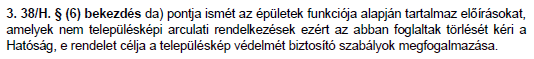 3. 38/H. § (6) bekezdés da) pontja ismét az épületek funkciója alapján tartalmaz előírásokat,
amelyek nem településképi arculati rendelkezések ezért az abban foglaltak törlését kéri a
Hatóság, e rendelet célja a településkép védelmét biztosító szabályok megfogalmazása.